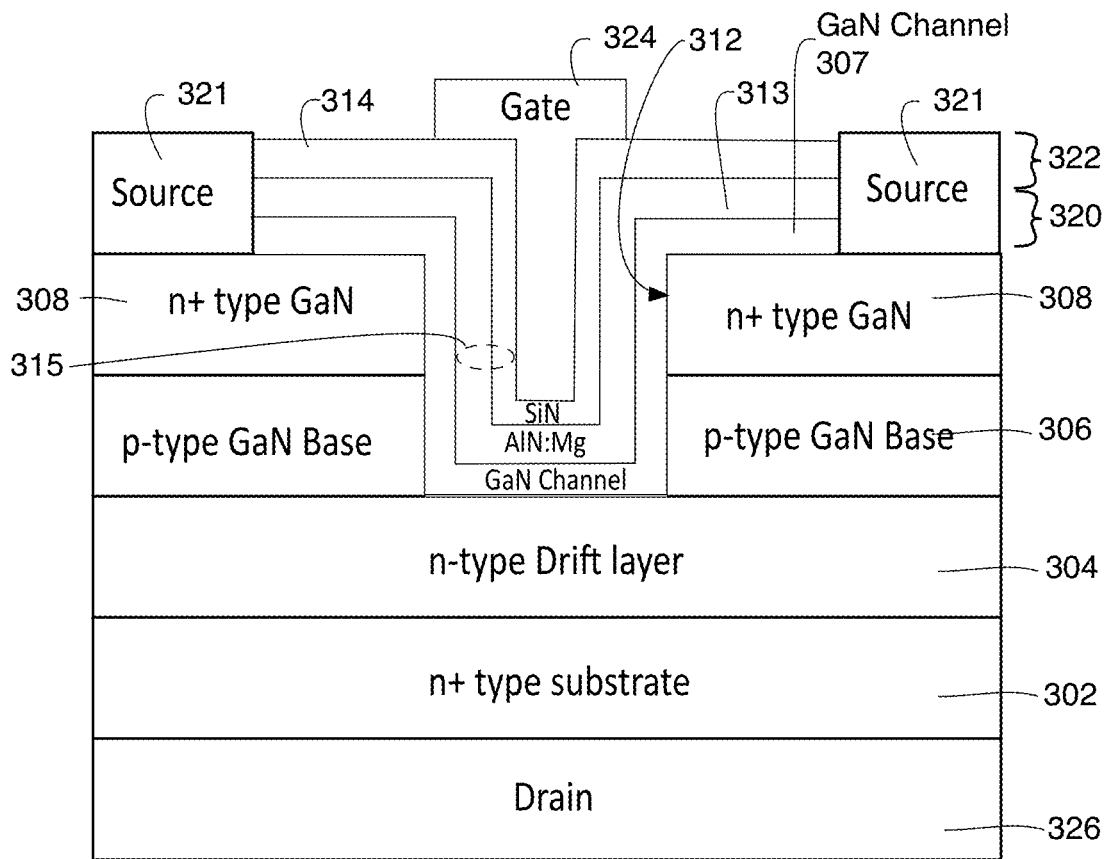 324
312
GaN Channel
307
321
314
Gate
313
321
322
Source
Source
320
308
n+ type GaN
n+ type GaN
308
315
SiN
p-type GaN Base
AlN:Mg
p-type GaN Base
306
GaN Channel
n-type Drift layer
304
n+ type substrate
302
Drain
326